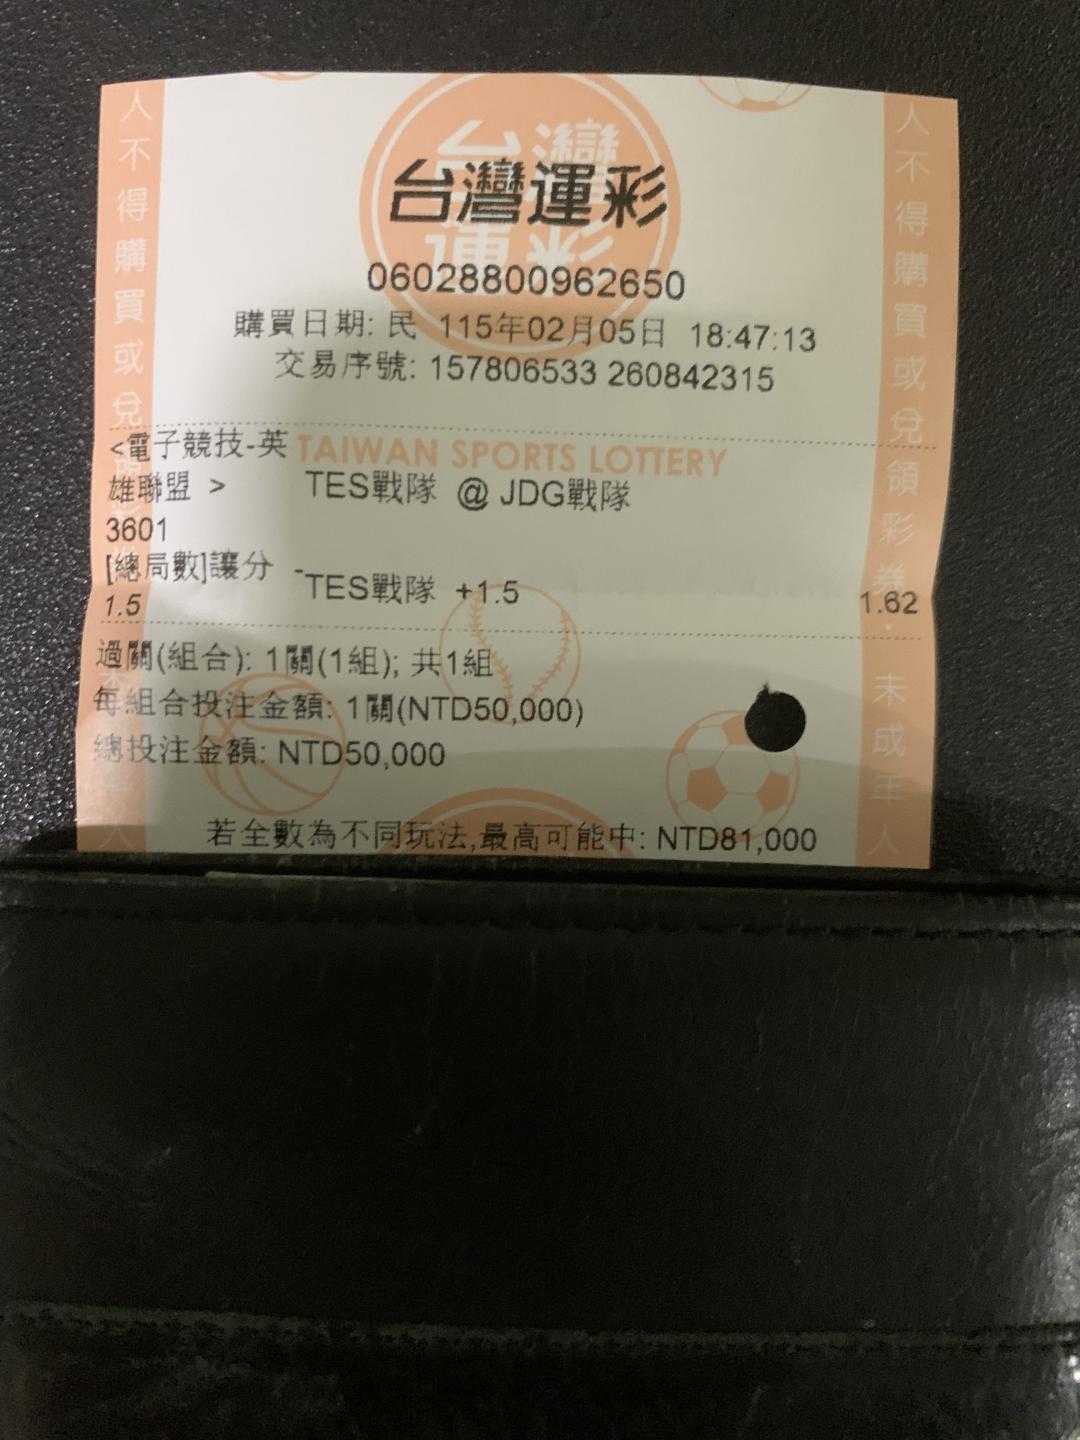 台灣運彩
06028800962650
購買日期: 民 115年02月05日 18:47:13
交易序號: 157806533 260842315
TAIWAN SPORTS LOTTERY
<電子競技-英
雄聯盟 > TES戰隊 @ JDG戰隊
3601
[總局數]讓分 -
1.5 TES戰隊 +1.5 1.62
過關(組合): 1關(1組); 共1組
每組合投注金額: 1關(NTD50,000)
總投注金額: NTD50,000
若全數為不同玩法,最高可能中: NTD81,000
人不得購買或兌
人不得購買或兌領彩券.未成年人